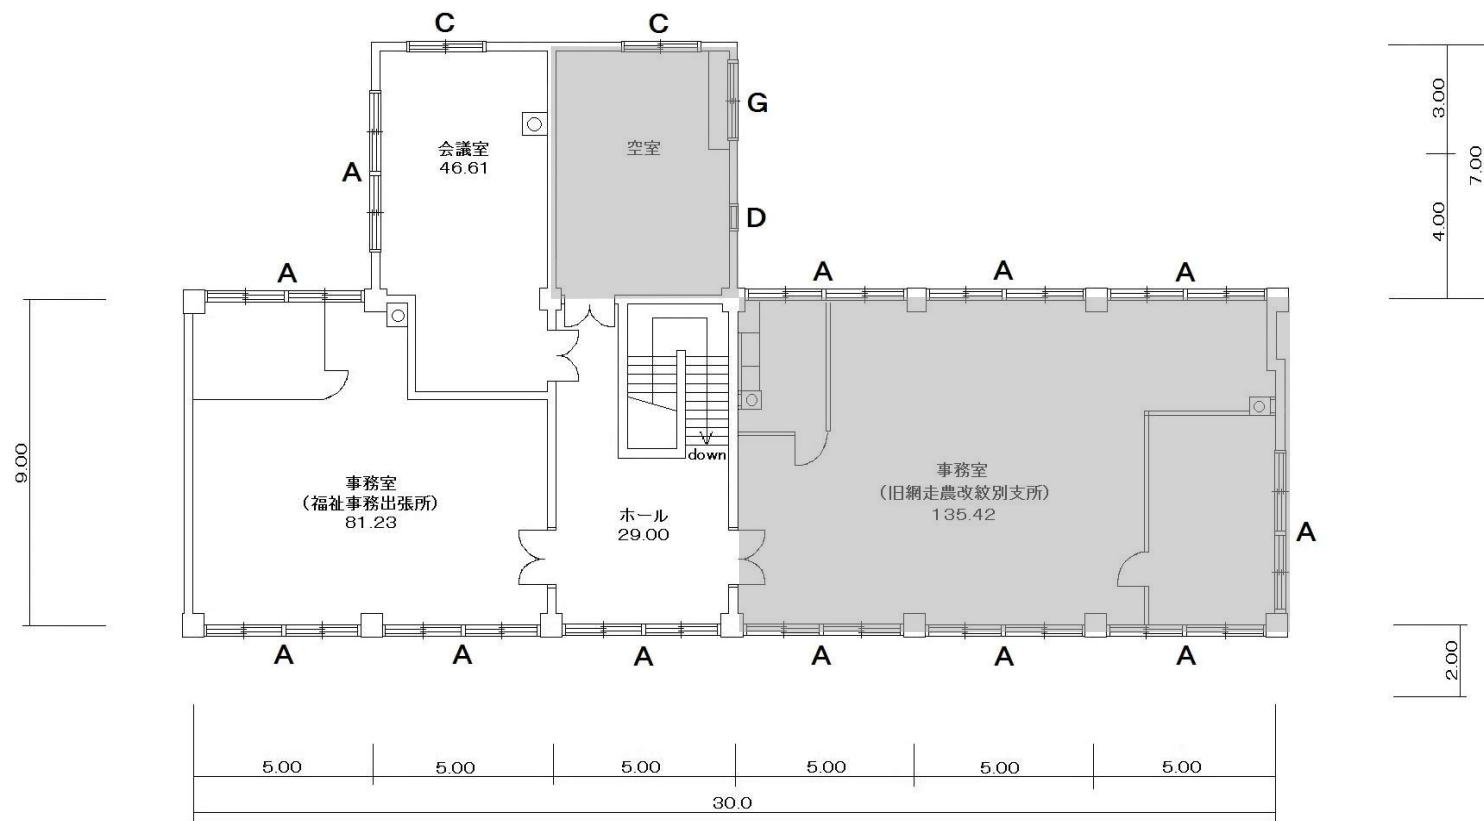 C
C
G
3.00
7.00
会議室
46.61
空室
A
D
4.00
A
A
A
A
9.00
down
事務室
（福祉事務出張所）
81.23
ホール
29.00
事務室
（旧網走農改紋別支所）
135.42
A
A
A
A
A
A
A
2.00
5.00
5.00
5.00
5.00
5.00
5.00
30.0